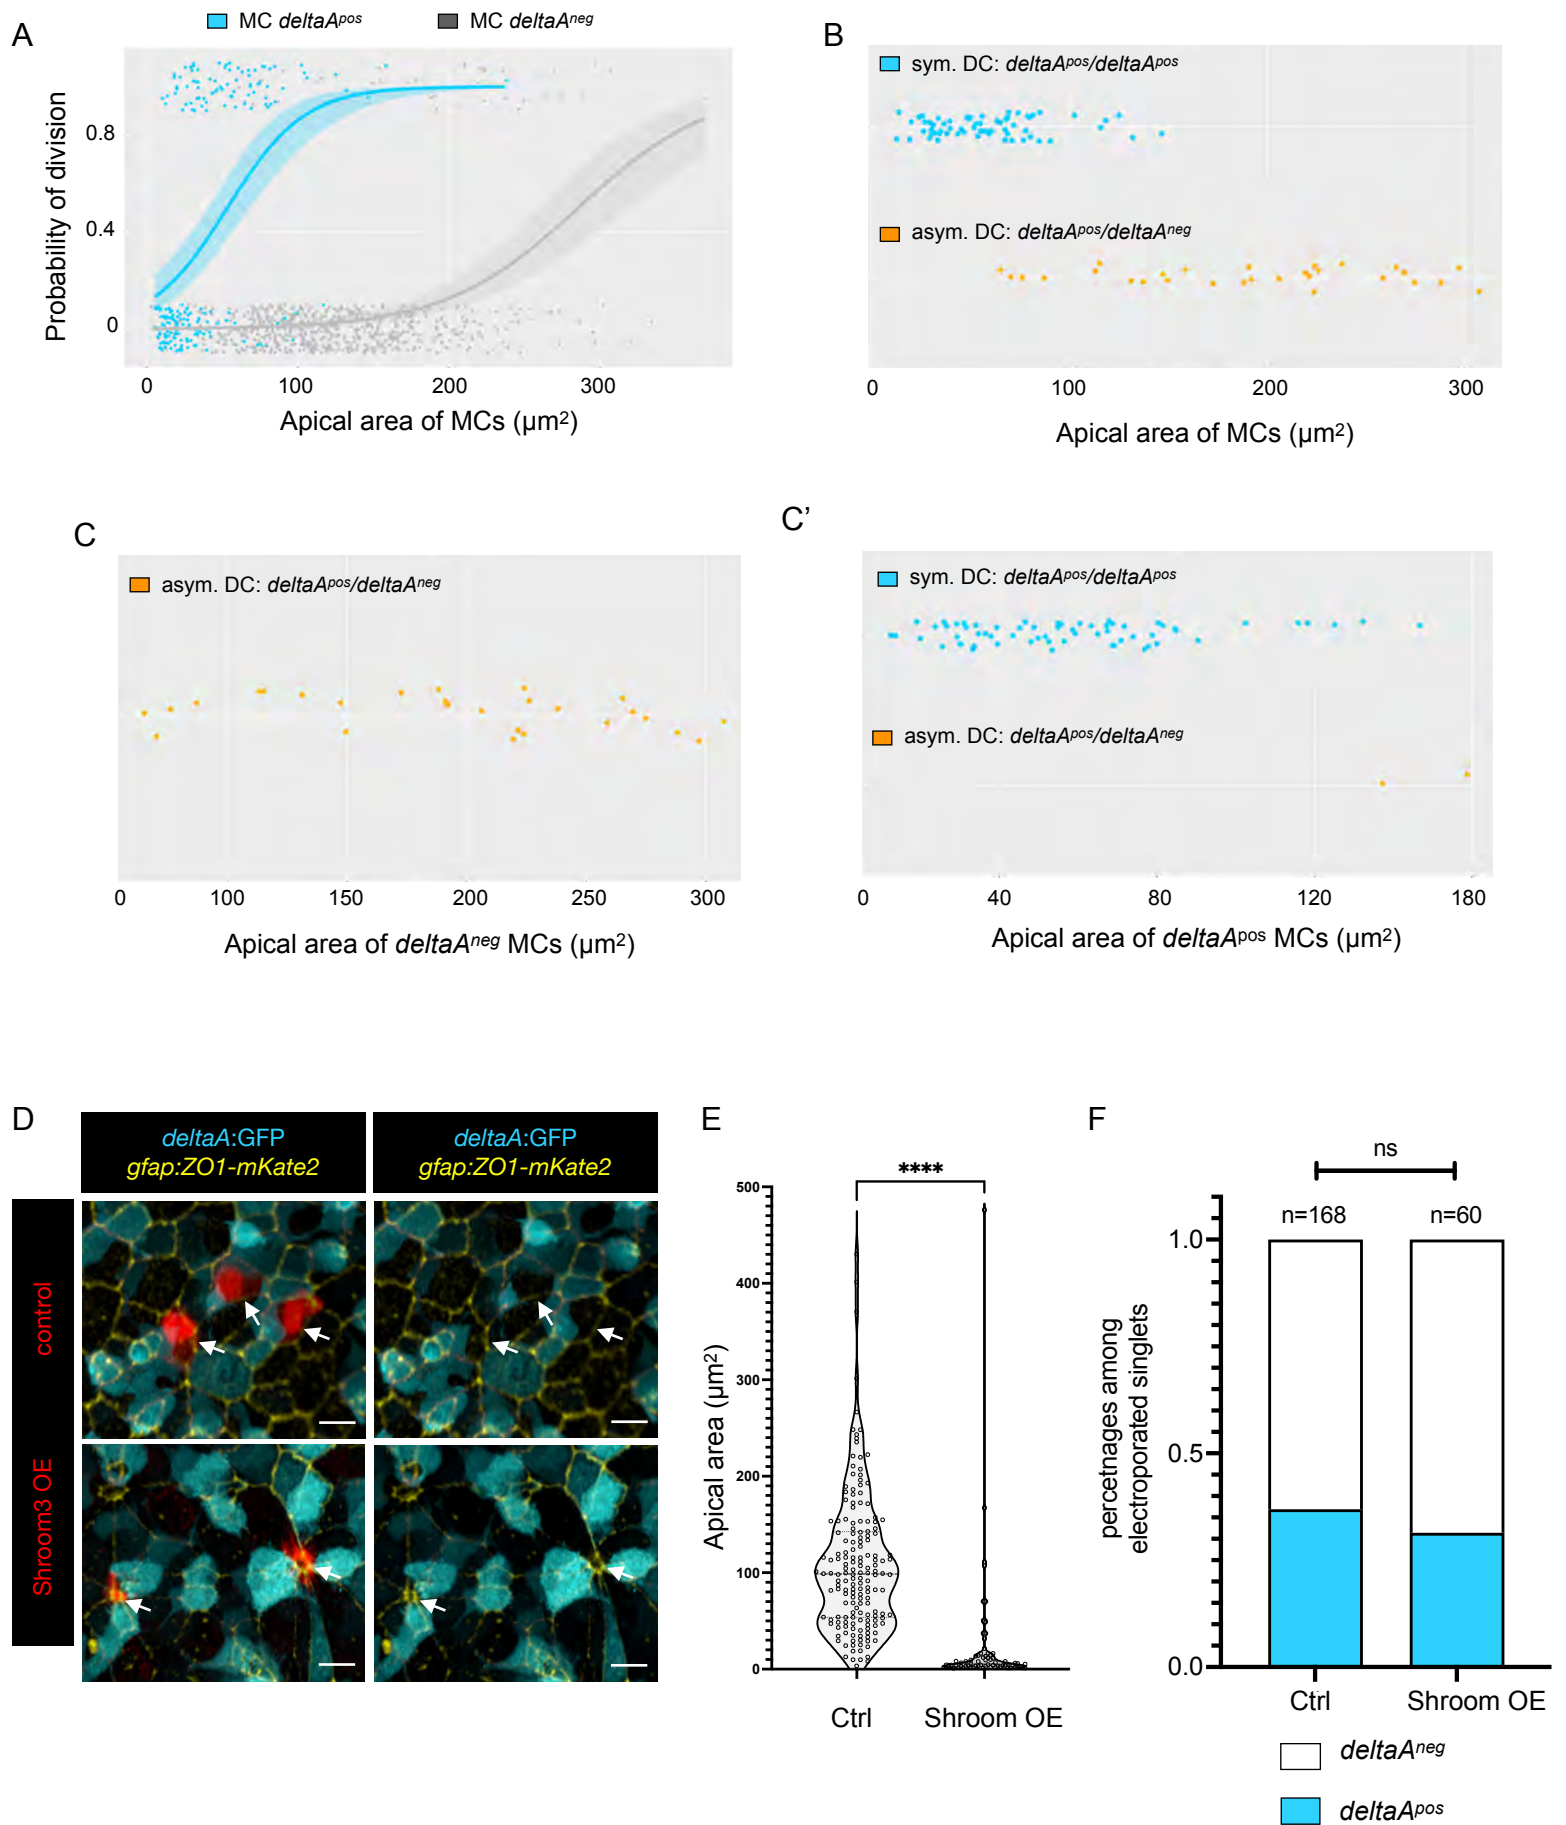 A
MC deltaApos
MC deltaAneg
Probability of division
0.8
0.4
0
0
100
200
300
Apical area of MCs (µm2)
B
sym. DC: deltaApos/deltaApos
asym. DC: deltaApos/deltaAneg
0
100
200
300
Apical area of MCs (µm2)
C
asym. DC: deltaApos/deltaAneg
0
100
150
200
250
300
Apical area of deltaAneg MCs (µm2)
C’
sym. DC: deltaApos/deltaApos
asym. DC: deltaApos/deltaAneg
0
40
80
120
180
Apical area of deltaApos MCs (µm2)
D
deltaA:GFP
gfap:ZO1-mKate2
deltaA:GFP
gfap:ZO1-mKate2
control
Shroom3 OE
E
****
Apical area (µm2)
500
400
300
200
100
0
Ctrl
Shroom OE
F
ns
n=168
n=60
percetnages among
electroporated singlets
1.0
0.5
0.0
Ctrl
Shroom OE
deltaAneg
deltaApos